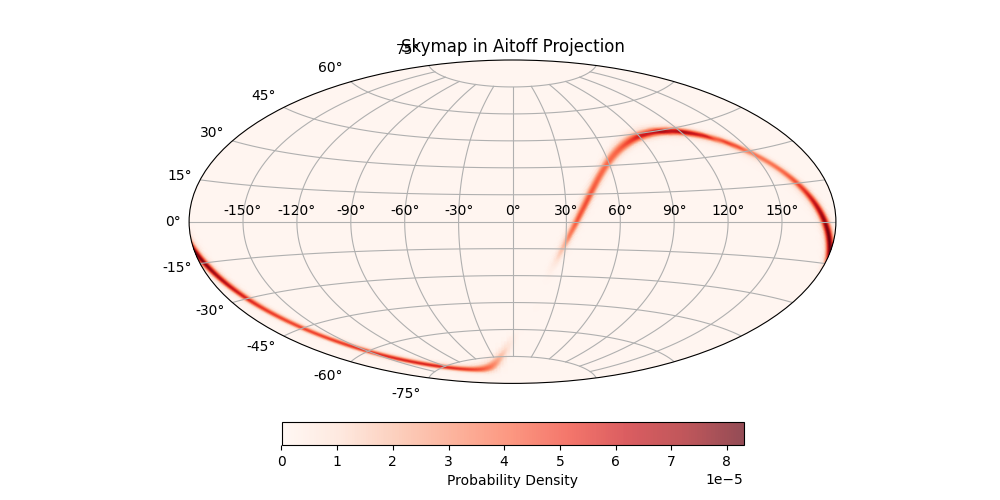 Skymap in Aitoff Projection
75°
60°
45°
30°
15°
-150° -120° -90° -60° -30° 0° 30° 60° 90° 120° 150°
0°
-15°
-30°
-45°
-60°
-75°
0 1 2 3 4 5 6 7 8
1e−5
Probability Density